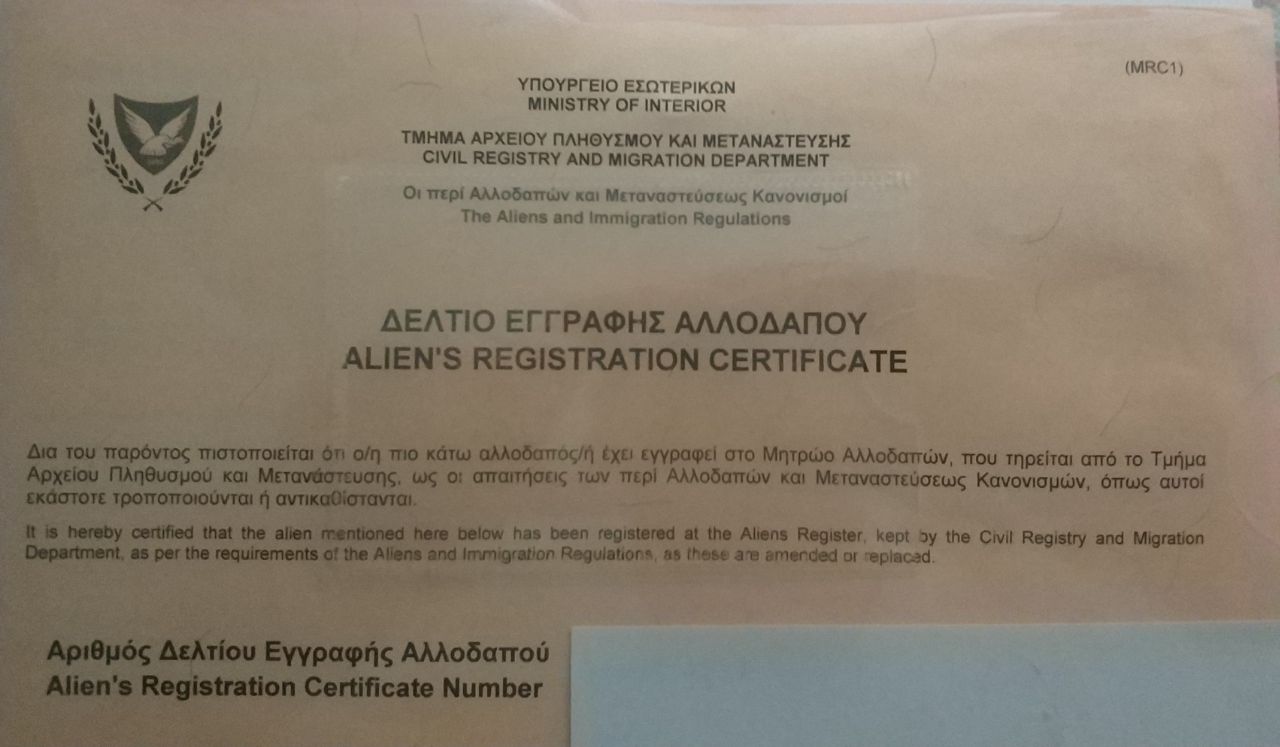 (MRC1)
ΥΠΟΥΡΓΕΙΟ ΕΣΩΤΕΡΙΚΩΝ
MINISTRY OF INTERIOR
ΤΜΗΜΑ ΑΡΧΕΙΟΥ ΠΛΗΘΥΣΜΟΥ ΚΑΙ ΜΕΤΑΝΑΣΤΕΥΣΗΣ
CIVIL REGISTRY AND MIGRATION DEPARTMENT
Οι περί Αλλοδαπών και Μεταναστεύσεως Κανονισμοί
The Aliens and Immigration Regulations
ΔΕΛΤΙΟ ΕΓΓΡΑΦΗΣ ΑΛΛΟΔΑΠΟΥ
ALIEN'S REGISTRATION CERTIFICATE
Δια του παρόντος πιστοποιείται ότι ο/η πιο κάτω αλλοδαπός/ή έχει εγγραφεί στο Μητρώο Αλλοδαπών, που τηρείται από το Τμήμα
Αρχείου Πληθυσμού και Μετανάστευσης, ως οι απαιτήσεις των περί Αλλοδαπών και Μεταναστεύσεως Κανονισμών, όπως αυτοί
εκάστοτε τροποποιούνται ή αντικαθίστανται.
It is hereby certified that the alien mentioned here below has been registered at the Aliens Register, kept by the Civil Registry and Migration
Department, as per the requirements of the Aliens and Immigration Regulations, as these are amended or replaced.
Αριθμός Δελτίου Εγγραφής Αλλοδαπού
Alien's Registration Certificate Number